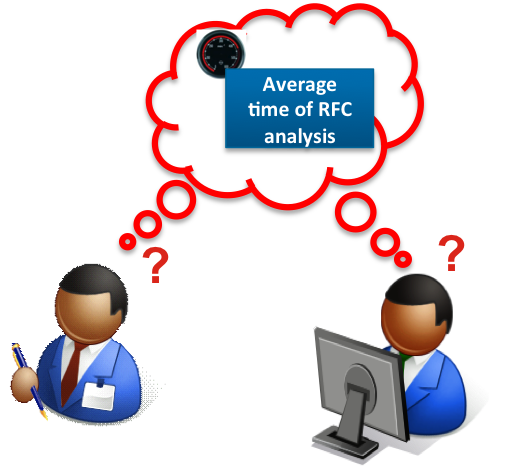 Average
time of RFC
analysis
?
?